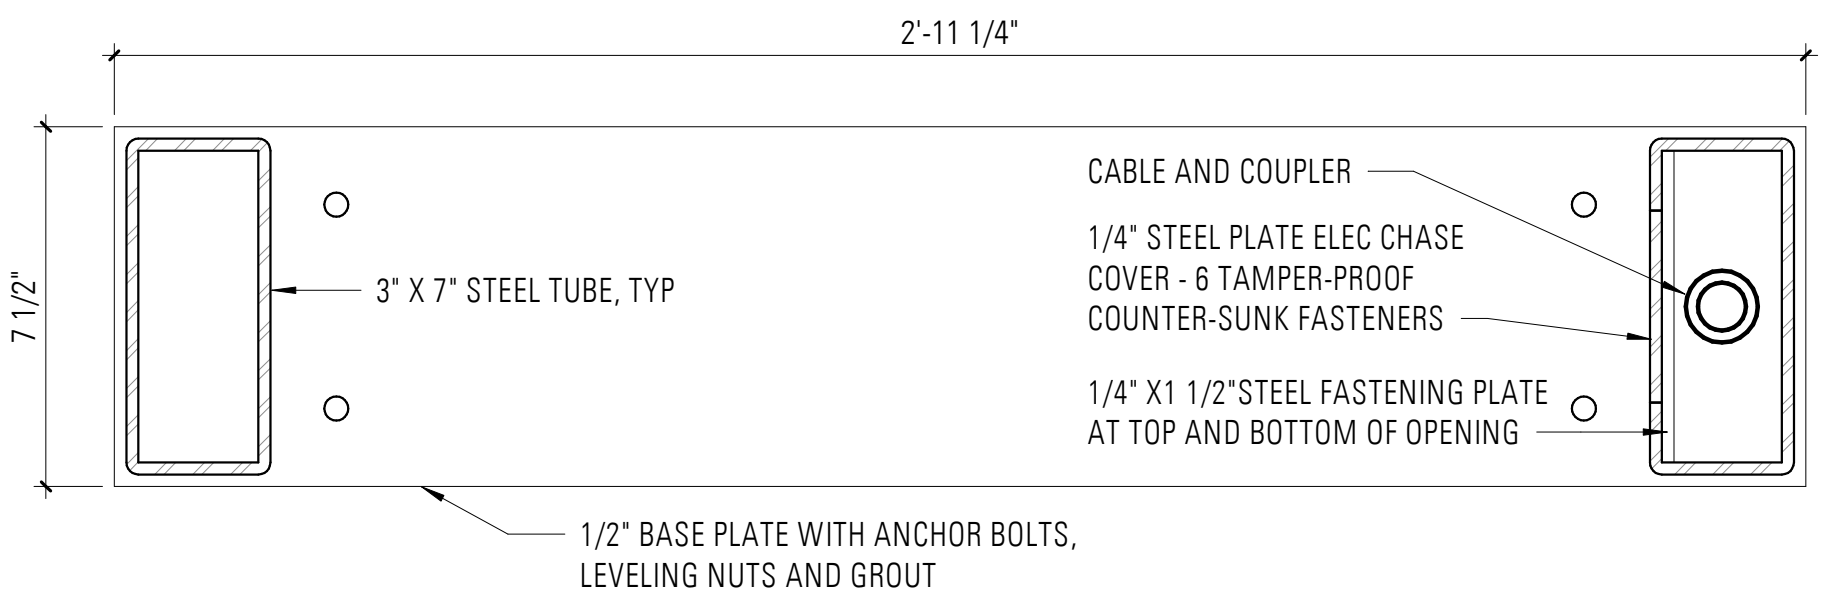 2'-11 1/4"
7 1/2"
CABLE AND COUPLER
1/4" STEEL PLATE ELEC CHASE
COVER - 6 TAMPER-PROOF
COUNTER-SUNK FASTENERS
3" X 7" STEEL TUBE, TYP
1/4" X1 1/2"STEEL FASTENING PLATE
AT TOP AND BOTTOM OF OPENING
1/2" BASE PLATE WITH ANCHOR BOLTS,
LEVELING NUTS AND GROUT